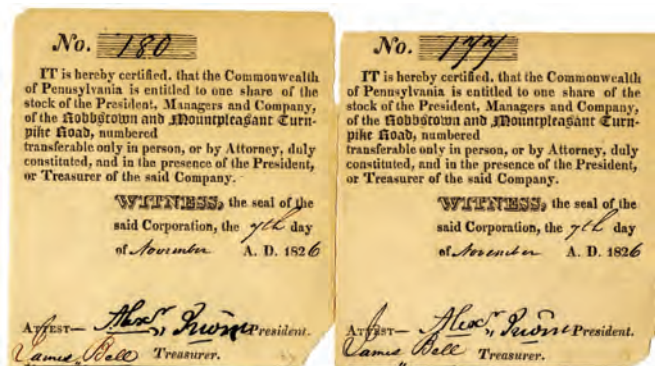 No. 180
IT is hereby certified. that the Commonwealth
of Pennsylvania is entitled to one share of the
stock of the President, Managers and Company,
of the Robbstown and Mountpleasant Turn-
pike Road, numbered
transferable only in person, or by Attorney, duly
constituted, and in the presence of the President,
or Treasurer of the said Company.
WITNESS, the seal of the
said Corporation, the 7th day
of November A. D. 1826
ATTEST— Alexr. President.
James Bell Treasurer.
No. 177
IT is hereby certified, that the Commonwealth
of Pennsylvania is entitled to one share of the
stock of the President, Managers and Company,
of the Robbstown and Mountpleasant Turn-
pike Road, numbered
transferable only in person, or by Attorney, duly
constituted, and in the presence of the President,
or Treasurer of the said Company.
WITNESS, the seal of the
said Corporation, the 7th day
of November A. D. 1826
ATTEST— Alexr. President.
James Bell Treasurer.